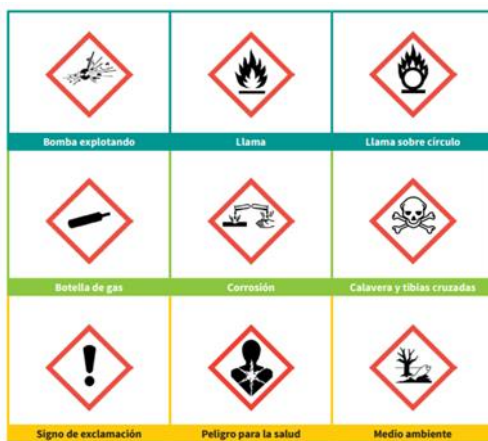 Bomba explotando
Llama
Llama sobre círculo
Botella de gas
Corrosión
Calavera y tibias cruzadas
Signo de exclamación
Peligro para la salud
Medio ambiente